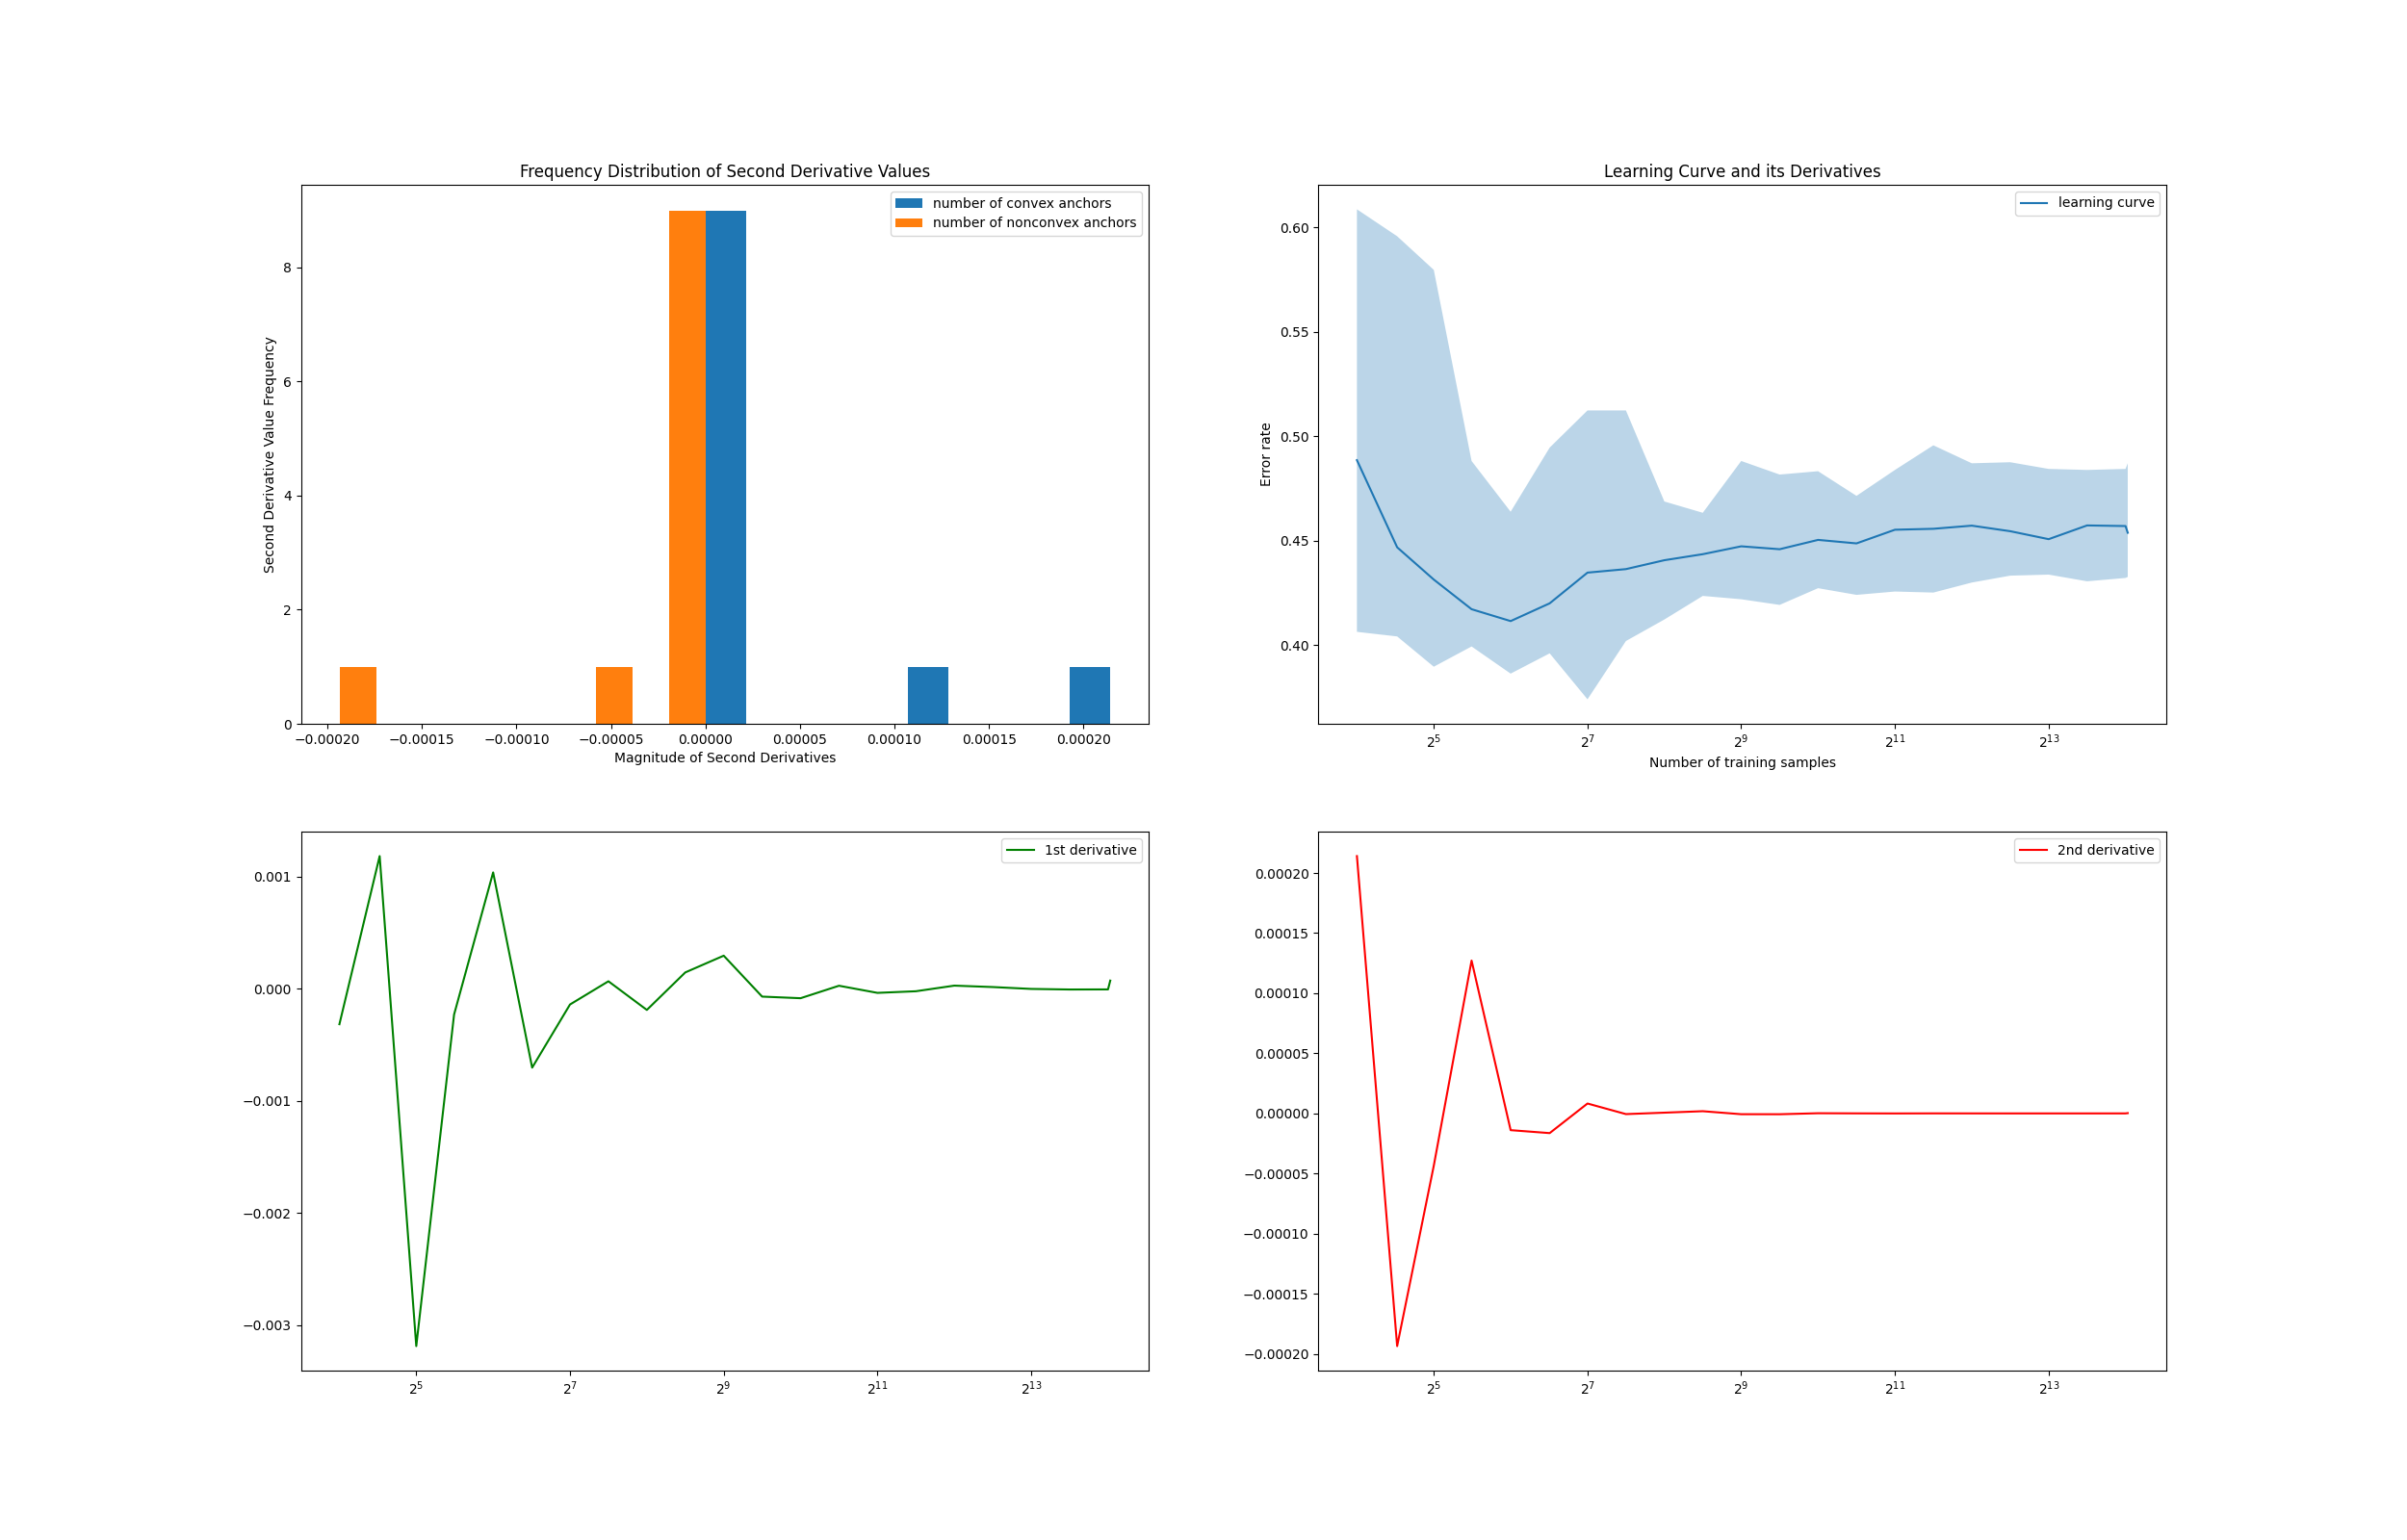 Frequency Distribution of Second Derivative Values
number of convex anchors
number of nonconvex anchors
Second Derivative Value Frequency
8
6
4
2
0
−0.00020 −0.00015 −0.00010 −0.00005 0.00000 0.00005 0.00010 0.00015 0.00020
Magnitude of Second Derivatives
Learning Curve and its Derivatives
learning curve
Error rate
0.60
0.55
0.50
0.45
0.40
2⁵ 2⁷ 2⁹ 2¹¹ 2¹³
Number of training samples
1st derivative
0.001
0.000
−0.001
−0.002
−0.003
2⁵ 2⁷ 2⁹ 2¹¹ 2¹³
2nd derivative
0.00020
0.00015
0.00010
0.00005
0.00000
−0.00005
−0.00010
−0.00015
−0.00020
2⁵ 2⁷ 2⁹ 2¹¹ 2¹³